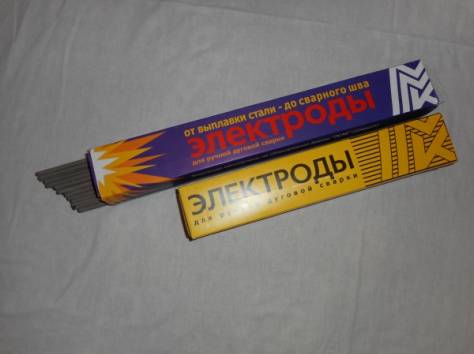 от выплавки стали - до сварного шва
электроды
для ручной дуговой сварки
ЭЛЕКТРОДЫ
для ручной дуговой сварки